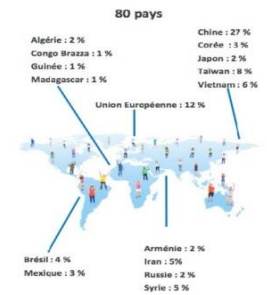 80 pays
Algérie : 2 %
Congo Brazza : 1 %
Guinée : 1 %
Madagascar : 1 %
Chine : 27 %
Corée : 3 %
Japon : 2 %
Taiwan : 8 %
Vietnam : 6 %
Union Européenne : 12 %
Brésil : 4 %
Mexique : 3 %
Arménie : 2 %
Iran : 5%
Russie : 2 %
Syrie : 5 %